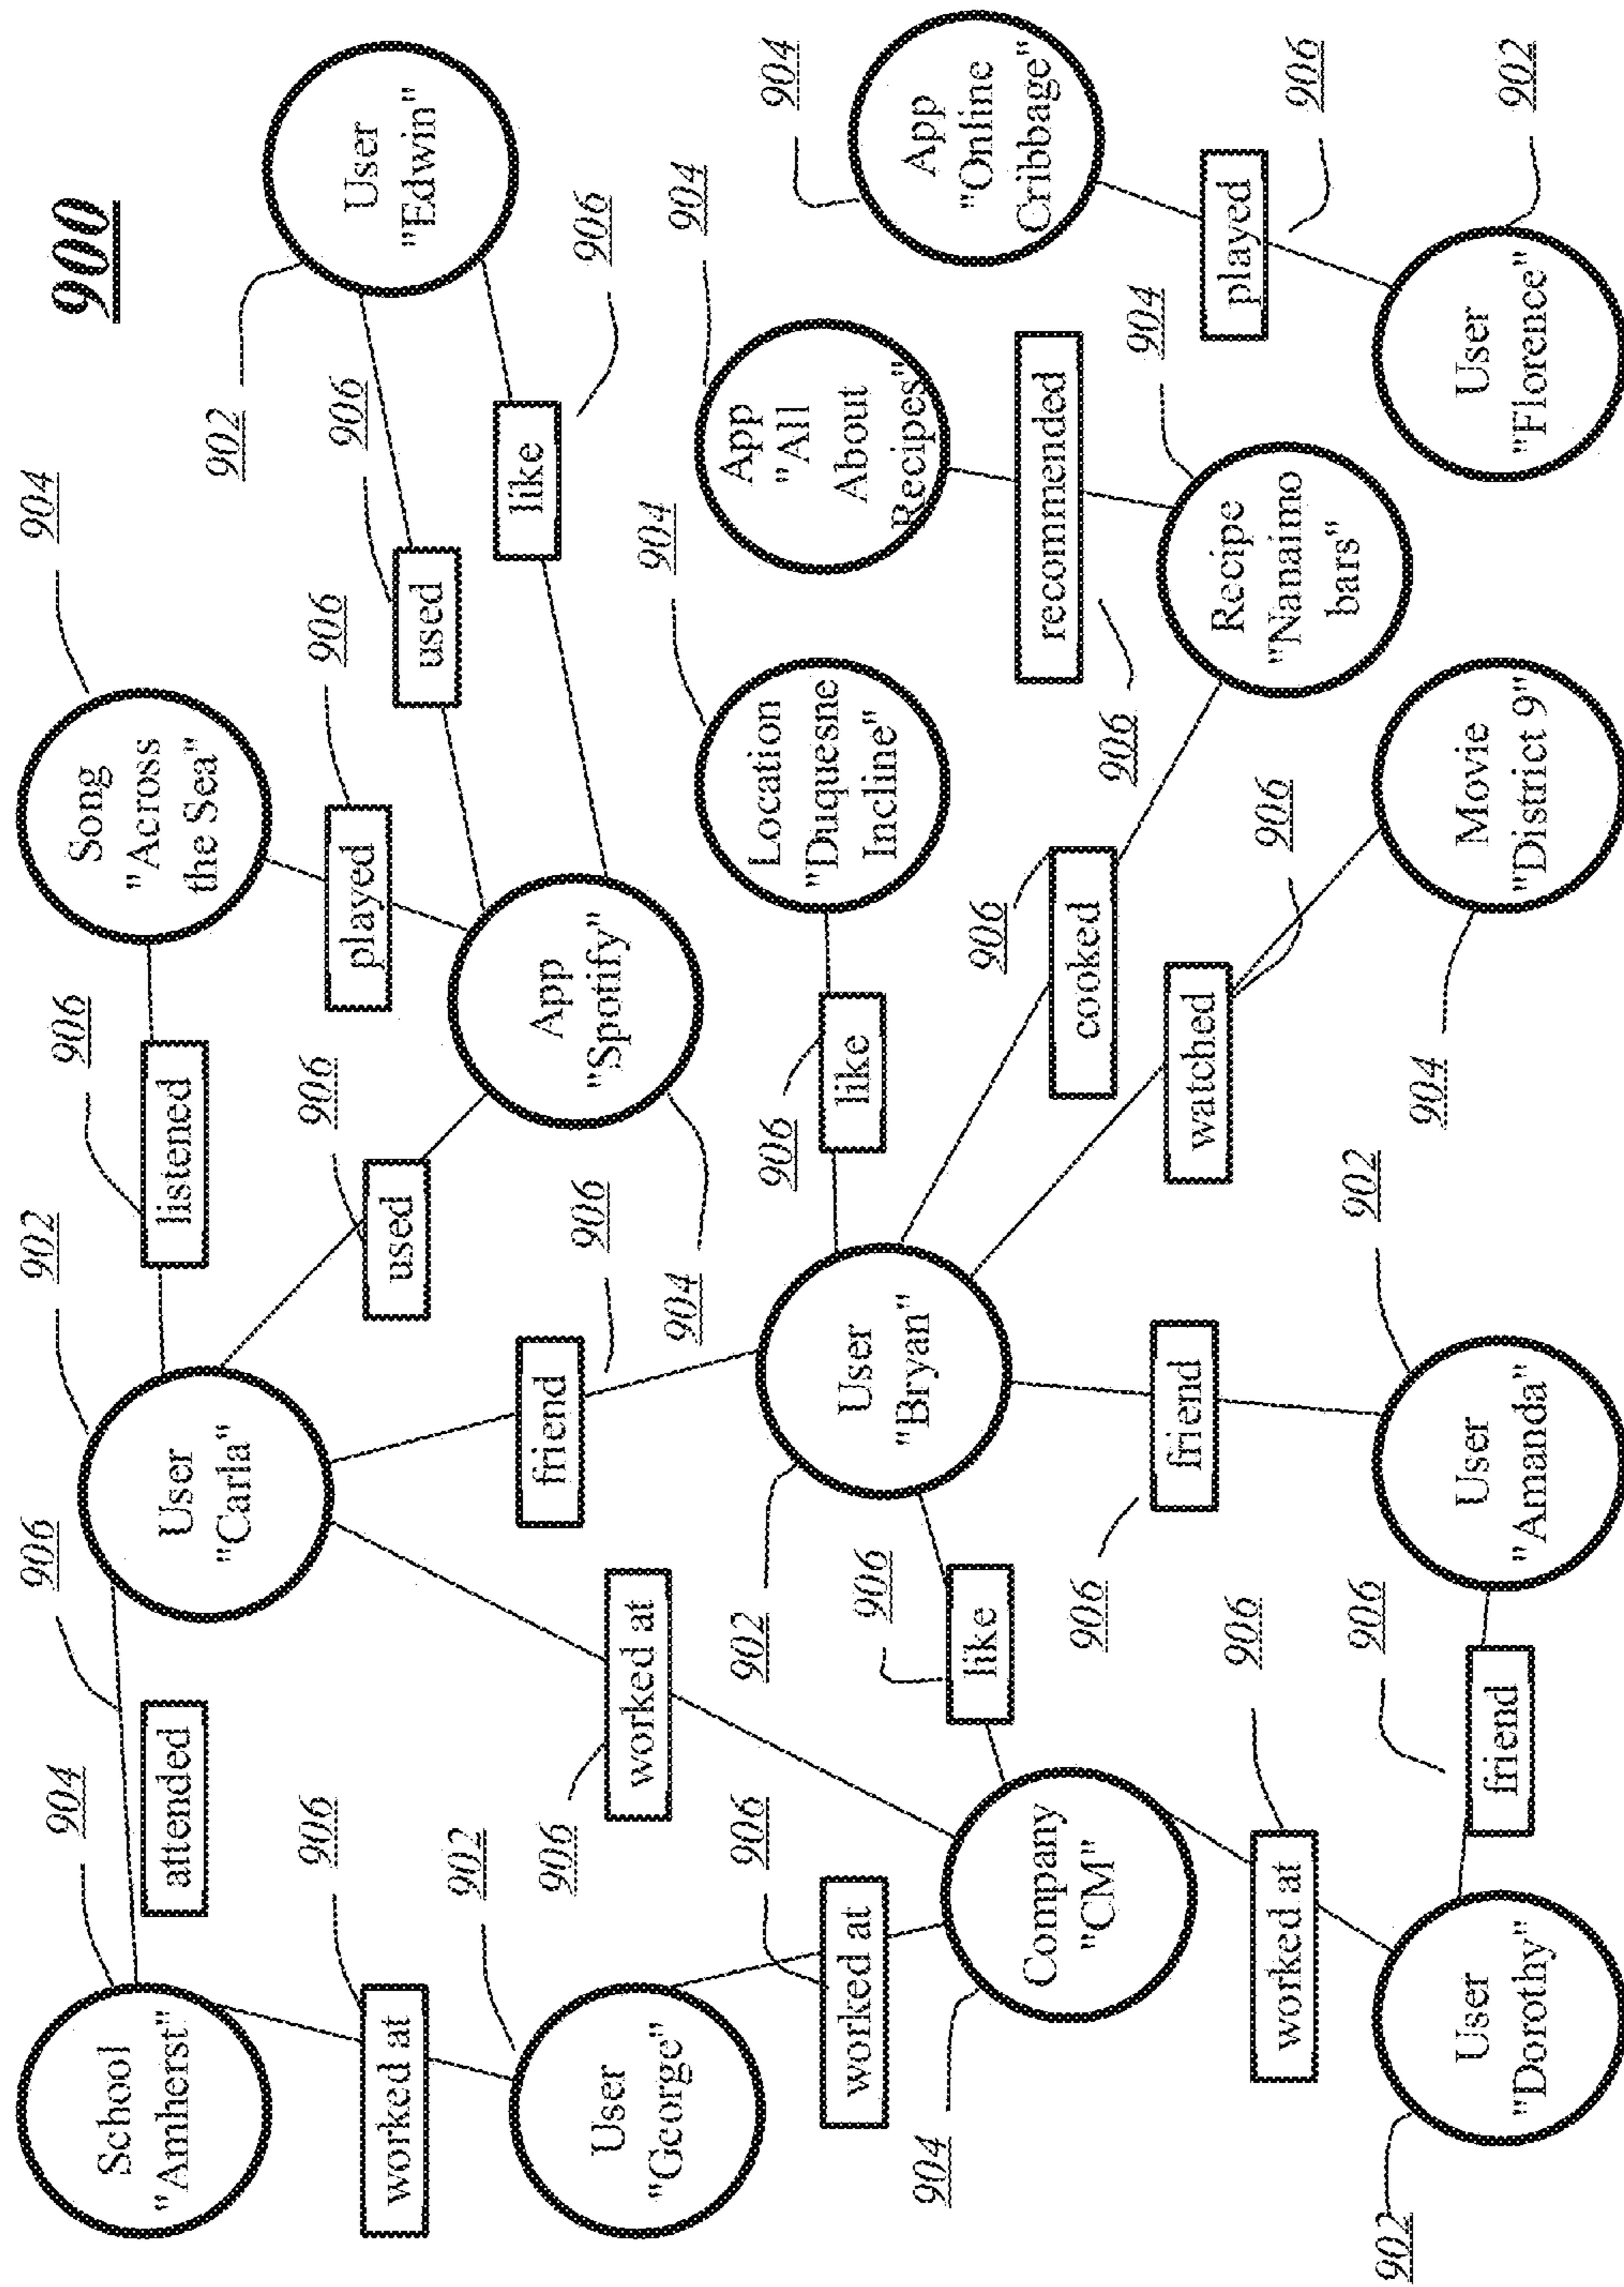 900
School
"Amherst"
904
attended
906
User
"Carla"
902
listened
906
Song
"Across
the Sea"
904
worked at
906
used
906
played
906
used
906
User
"Edwin"
902
like
906
User
"George"
902
worked at
906
friend
906
App
"Spotify"
904
worked at
906
Company
"CM"
904
like
906
User
"Bryan"
902
like
906
Location
"Duquesne
Incline"
904
App
"All
About
Recipes"
904
App
"Online
Cribbage"
904
cooked
906
recommended
906
played
906
worked at
906
friend
906
watched
906
Recipe
"Nanaimo
bars"
904
User
"Dorothy"
902
friend
906
User
"Amanda"
902
Movie
"District 9"
904
User
"Florence"
902